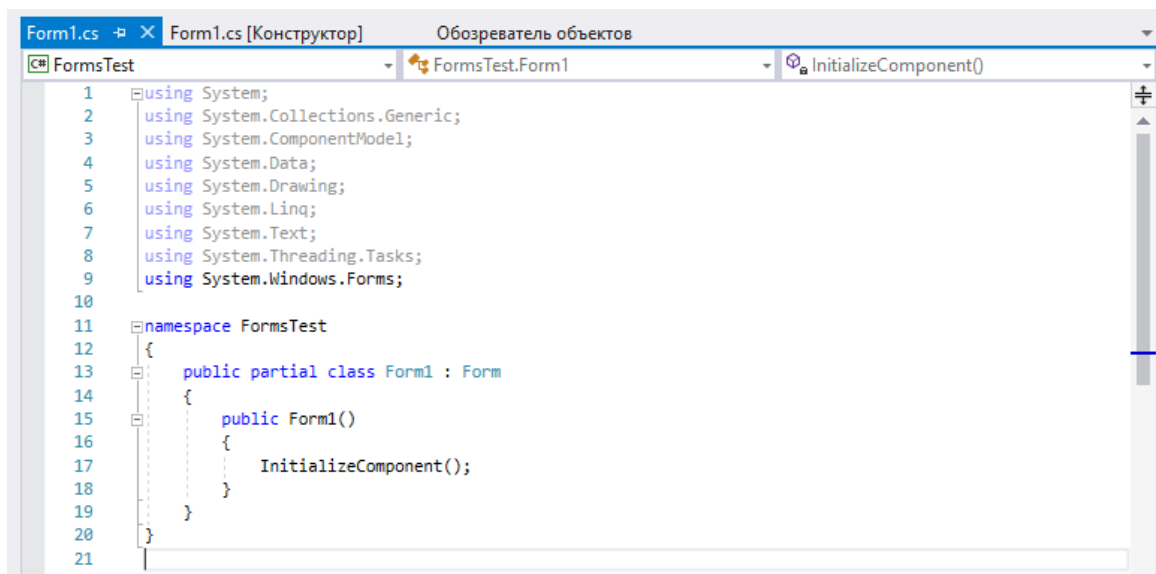 Form1.cs Form1.cs [Конструктор] Обозреватель объектов
C# FormsTest FormsTest.Form1 InitializeComponent()
1 using System;
2 using System.Collections.Generic;
3 using System.ComponentModel;
4 using System.Data;
5 using System.Drawing;
6 using System.Linq;
7 using System.Text;
8 using System.Threading.Tasks;
9 using System.Windows.Forms;
10
11 namespace FormsTest
12 {
13 public partial class Form1 : Form
14 {
15 public Form1()
16 {
17 InitializeComponent();
18 }
19 }
20 }
21